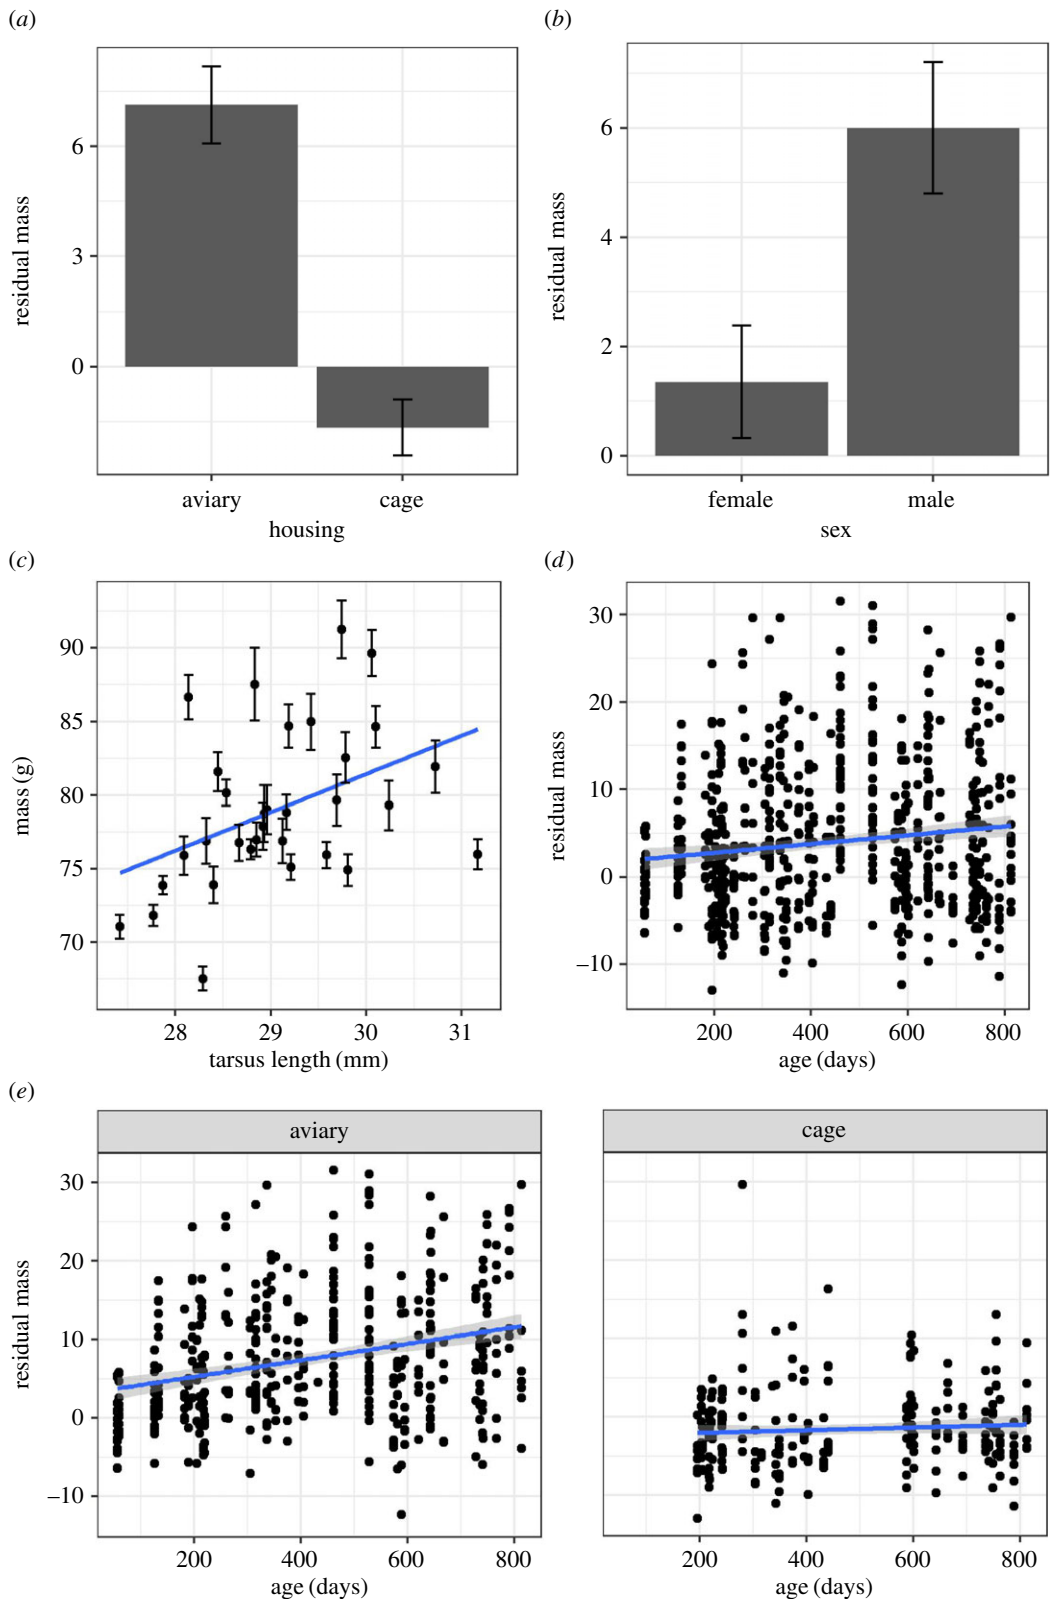 (a)
residual mass
6
3
0
aviary
cage
housing
(b)
residual mass
6
4
2
0
female
male
sex
(c)
mass (g)
90
85
80
75
70
28
29
30
31
tarsus length (mm)
(d)
residual mass
30
20
10
0
–10
200
400
600
800
age (days)
(e)
aviary
residual mass
30
20
10
0
–10
200
400
600
800
age (days)
cage
200
400
600
800
age (days)